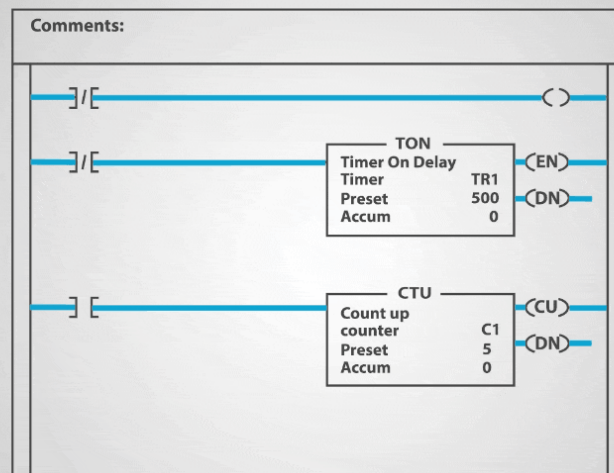 Comments:
]/[ ( )
TON
]/[ Timer On Delay (EN)
Timer TR1
Preset 500 (DN)
Accum 0
CTU
] [ Count up (CU)
counter C1
Preset 5 (DN)
Accum 0